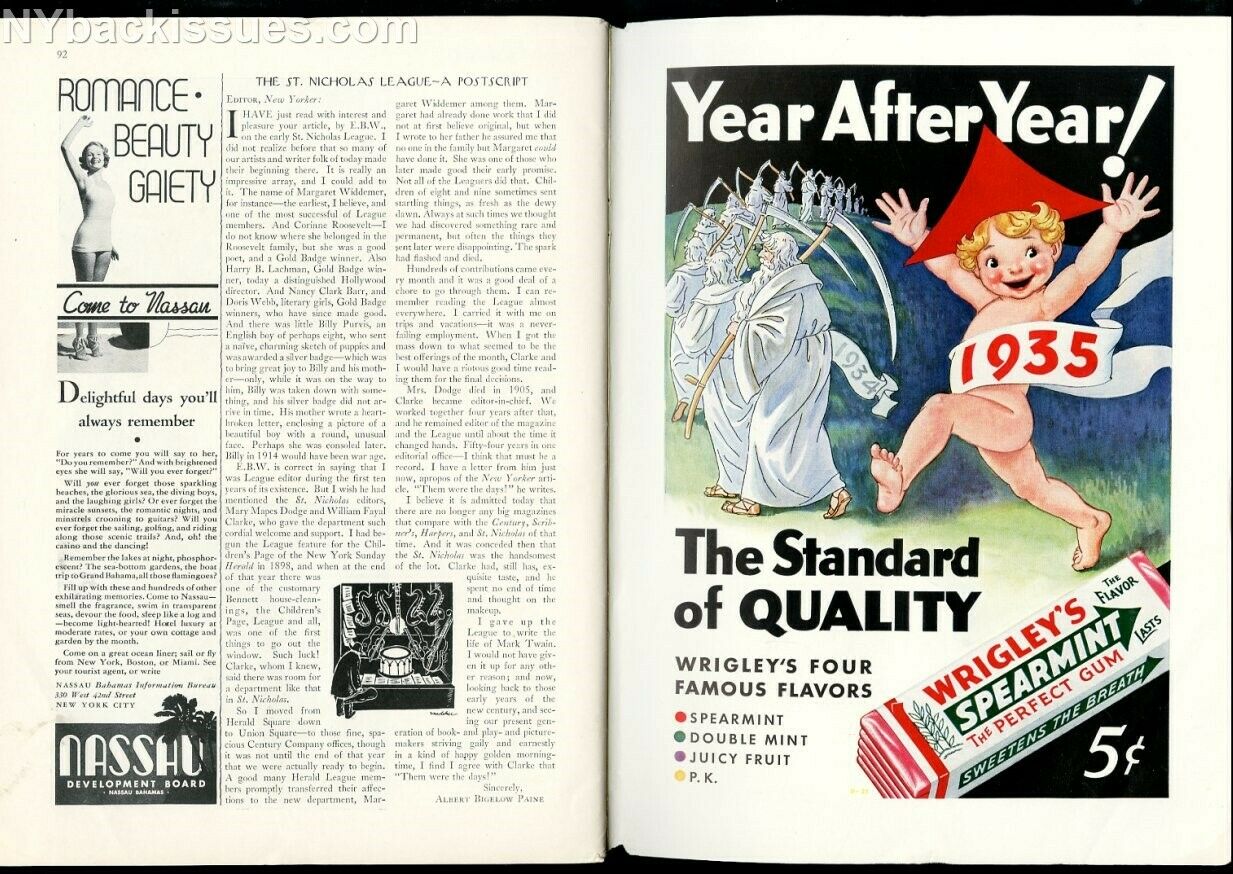 NYbackissues.com
92
ROMANCE •
BEAUTY
GAIETY
Come to Nassau
Delightful days you'll
always remember
•
For years to come you will say to her,
"Do you remember?" And with brightened
eyes she will say, "Will you ever forget?"
Will you ever forget those sparkling
beaches, the glorious sea, the diving boys,
and the laughing girls? Or ever forget the
miracle sunsets, the romantic nights, and
minstrels crooning to guitars? Will you
ever forget the sailing, golfing, and riding
along those scenic trails? And, oh! the
casino and the dancing!
Remember the lakes at night, phosphor-
escent? The sea-bottom gardens, the boat
trip to Grand Bahama, all those flamingoes?
Fill up with these and hundreds of other
exhilarating memories. Come to Nassau—
smell the fragrance, swim in transparent
seas, devour the food, sleep like a log and
—become light-hearted! Hotel luxury at
moderate rates, or your own cottage and
garden by the month.
Come on a great ocean liner; sail or fly
from New York, Boston, or Miami. See
your tourist agent, or write
NASSAU Bahamas Information Bureau
330 West 42nd Street
NEW YORK CITY
NASSAU
DEVELOPMENT BOARD
• NASSAU BAHAMAS •
THE ST. NICHOLAS LEAGUE~A POSTSCRIPT
EDITOR, New Yorker:
I HAVE just read with interest and
pleasure your article, by E.B.W.,
on the early St. Nicholas League. I
did not realize before that so many of
our artists and writer folk of today made
their beginning there. It is really an
impressive array, and I could add to
it. The name of Margaret Widdemer,
for instance—the earliest, I believe, and
one of the most successful of League
members. And Corinne Roosevelt—I
do not know where she belonged in the
Roosevelt family, but she was a good
poet, and a Gold Badge winner. Also
Harry B. Lachman, Gold Badge win-
ner, today a distinguished Hollywood
director. And Nancy Clark Barr, and
Doris Webb, literary girls, Gold Badge
winners, who have since made good.
And there was little Billy Purvis, an
English boy of perhaps eight, who sent
a naïve, charming sketch of puppies and
was awarded a silver badge—which was
to bring great joy to Billy and his moth-
er—only, while it was on the way to
him, Billy was taken down with some-
thing, and his silver badge did not ar-
rive in time. His mother wrote a heart-
broken letter, enclosing a picture of a
beautiful boy with a round, unusual
face. Perhaps she was consoled later.
Billy in 1914 would have been war age.
E.B.W. is correct in saying that I
was League editor during the first ten
years of its existence. But I wish he had
mentioned the St. Nicholas editors,
Mary Mapes Dodge and William Fayal
Clarke, who gave the department such
cordial welcome and support. I had be-
gun the League feature for the Chil-
dren's Page of the New York Sunday
Herald in 1898, and when at the end
of that year there was
one of the customary
Bennett house-clean-
ings, the Children's
Page, League and all,
was one of the first
things to go out the
window. Such luck!
Clarke, whom I knew,
said there was room for
a department like that
in St. Nicholas.
So I moved from
Herald Square down
to Union Square—to those fine, spa-
cious Century Company offices, though
it was not until the end of that year
that we were actually ready to begin.
A good many Herald League mem-
bers promptly transferred their affec-
tions to the new department, Mar-
garet Widdemer among them. Mar-
garet had already done work that I did
not at first believe original, but when
I wrote to her father he assured me that
no one in the family but Margaret could
have done it. She was one of those who
later made good their early promise.
Not all of the Leaguers did that. Chil-
dren of eight and nine sometimes sent
startling things, as fresh as the dewy
dawn. Always at such times we thought
we had discovered something rare and
permanent, but often the things they
sent later were disappointing. The spark
had flashed and died.
Hundreds of contributions came eve-
ry month and it was a good deal of a
chore to go through them. I can re-
member reading the League almost
everywhere. I carried it with me on
trips and vacations—it was a never-
failing employment. When I got the
mass down to what seemed to be the
best offerings of the month, Clarke and
I would have a riotous good time read-
ing them for the final decisions.
Mrs. Dodge died in 1905, and
Clarke became editor-in-chief. We
worked together four years after that,
and he remained editor of the magazine
and the League until about the time it
changed hands. Fifty-four years in one
editorial office—I think that must be a
record. I have a letter from him just
now, apropos of the New Yorker arti-
cle, "Them were the days!" he writes.
I believe it is admitted today that
there are no longer any big magazines
that compare with the Century, Scrib-
ner's, Harpers, and St. Nicholas of that
time. And it was conceded then that
the St. Nicholas was the handsomest
of the lot. Clarke had, still has, ex-
quisite taste, and he
spent no end of time
and thought on the
makeup.
I gave up the
League to write the
life of Mark Twain.
I would not have giv-
en it up for any oth-
er reason; and now,
looking back to those
early years of the
new century, and see-
ing our present gen-
eration of book- and play- and picture-
makers striving gaily and earnestly
in a kind of happy golden morning-
time, I find I agree with Clarke that
"Them were the days!"
Sincerely,
ALBERT BIGELOW PAINE
Year After Year!
1934
1935
The Standard
of QUALITY
WRIGLEY'S FOUR
FAMOUS FLAVORS
SPEARMINT
DOUBLE MINT
JUICY FRUIT
P.K.
WRIGLEY'S
SPEARMINT
THE PERFECT GUM
SWEETENS THE BREATH
THE FLAVOR LASTS
5¢